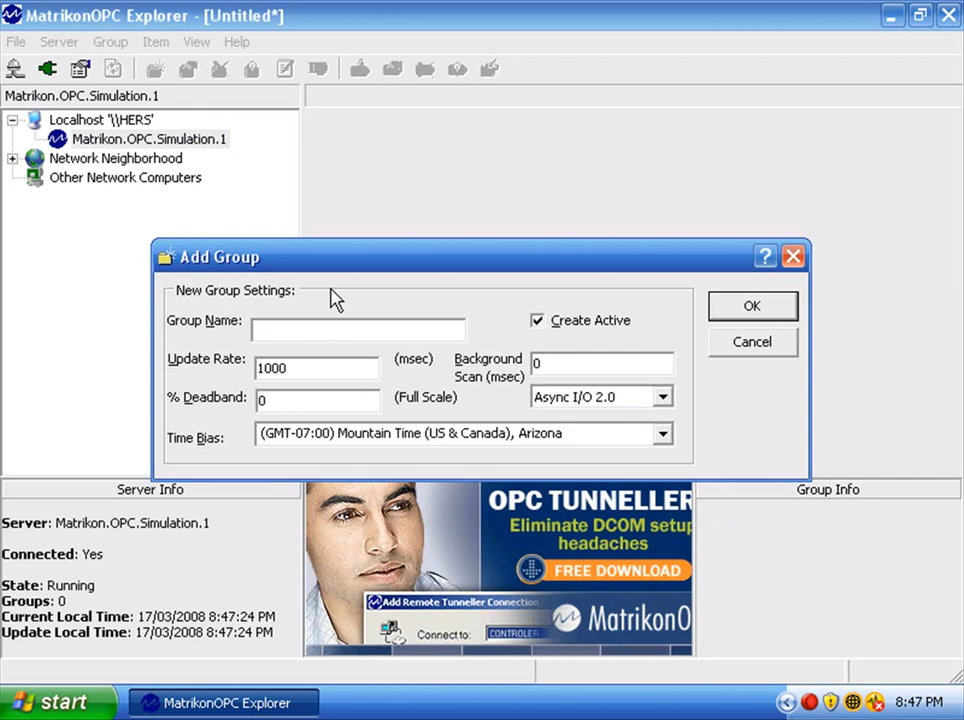 MatrikonOPC Explorer - [Untitled*]
File Server Group Item View Help
Matrikon.OPC.Simulation.1
Localhost '\\HERS'
Matrikon.OPC.Simulation.1
Network Neighborhood
Other Network Computers
Add Group
New Group Settings:
Group Name:
Create Active
OK
Update Rate: 1000 (msec)
Background Scan (msec) 0
Cancel
% Deadband: 0 (Full Scale)
Async I/O 2.0
Time Bias: (GMT-07:00) Mountain Time (US & Canada), Arizona
Server Info
Server: Matrikon.OPC.Simulation.1
Connected: Yes
State: Running
Groups: 0
Current Local Time: 17/03/2008 8:47:24 PM
Update Local Time: 17/03/2008 8:47:24 PM
OPC TUNNELLER
Eliminate DCOM setup
headaches
FREE DOWNLOAD
Add Remote Tunneller Connection
Connect to: CONTROLER
MatrikonO
Group Info
start
MatrikonOPC Explorer
8:47 PM